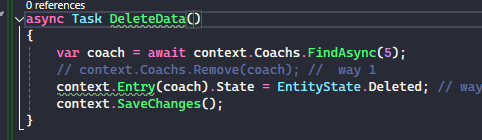 0 references
async Task DeleteData()
{
var coach = await context.Coachs.FindAsync(5);
// context.Coachs.Remove(coach); // way 1
context.Entry(coach).State = EntityState.Deleted; // way
context.SaveChanges();
}